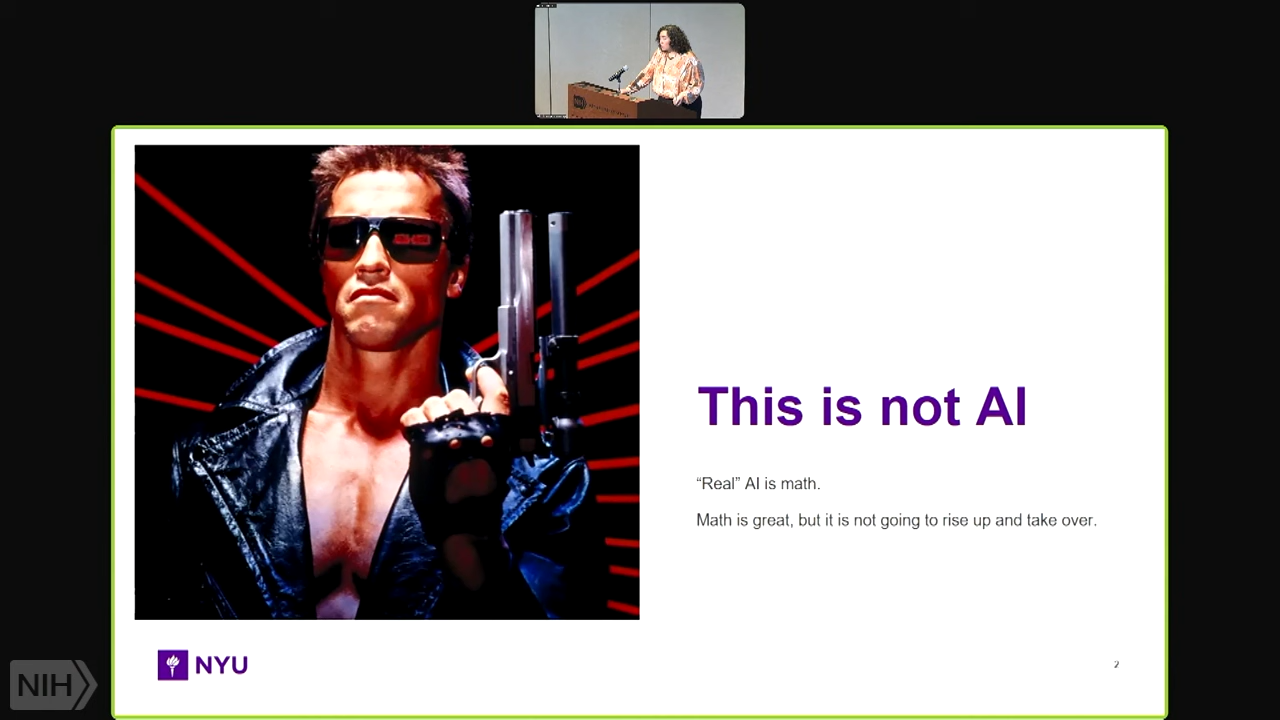 This is not AI
“Real” AI is math.
Math is great, but it is not going to rise up and take over.
NYU
2
NIH